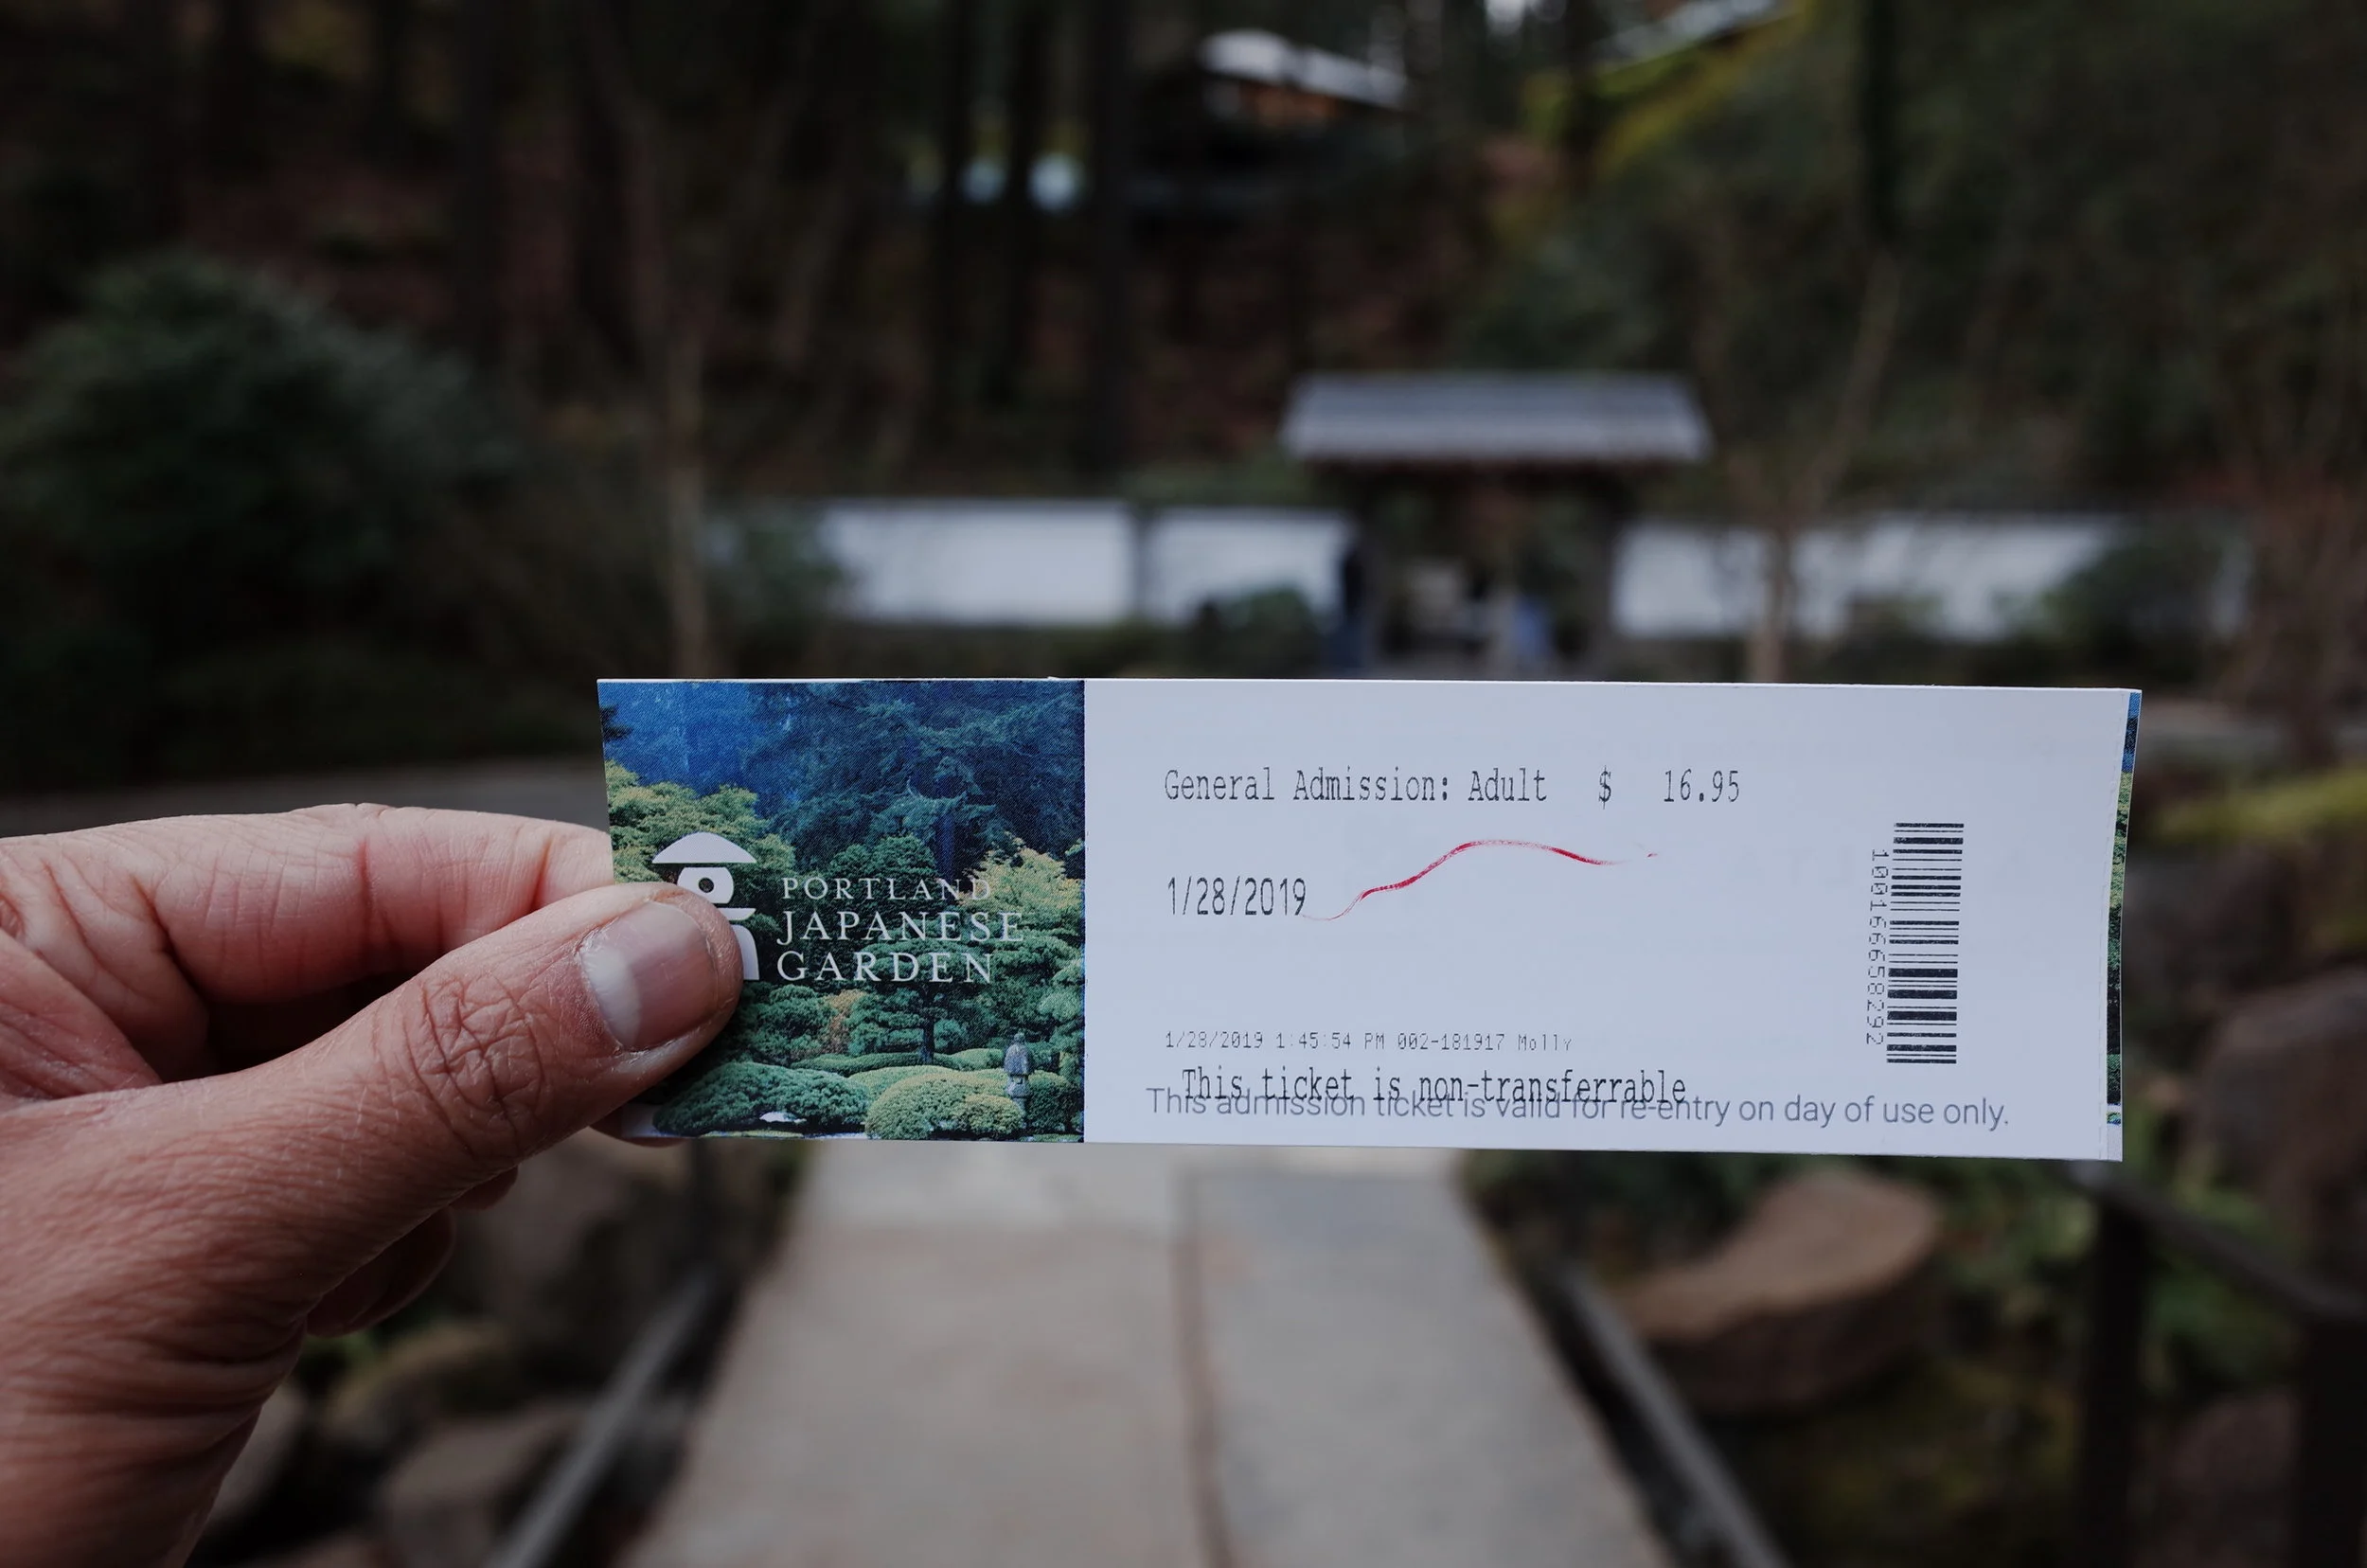 PORTLAND
JAPANESE
GARDEN
General Admission: Adult $ 16.95
1/28/2019
1/28/2019 1:45:54 PM 002-181917 Molly
This ticket is non-transferrable
This admission ticket is valid for re-entry on day of use only.
100166658292